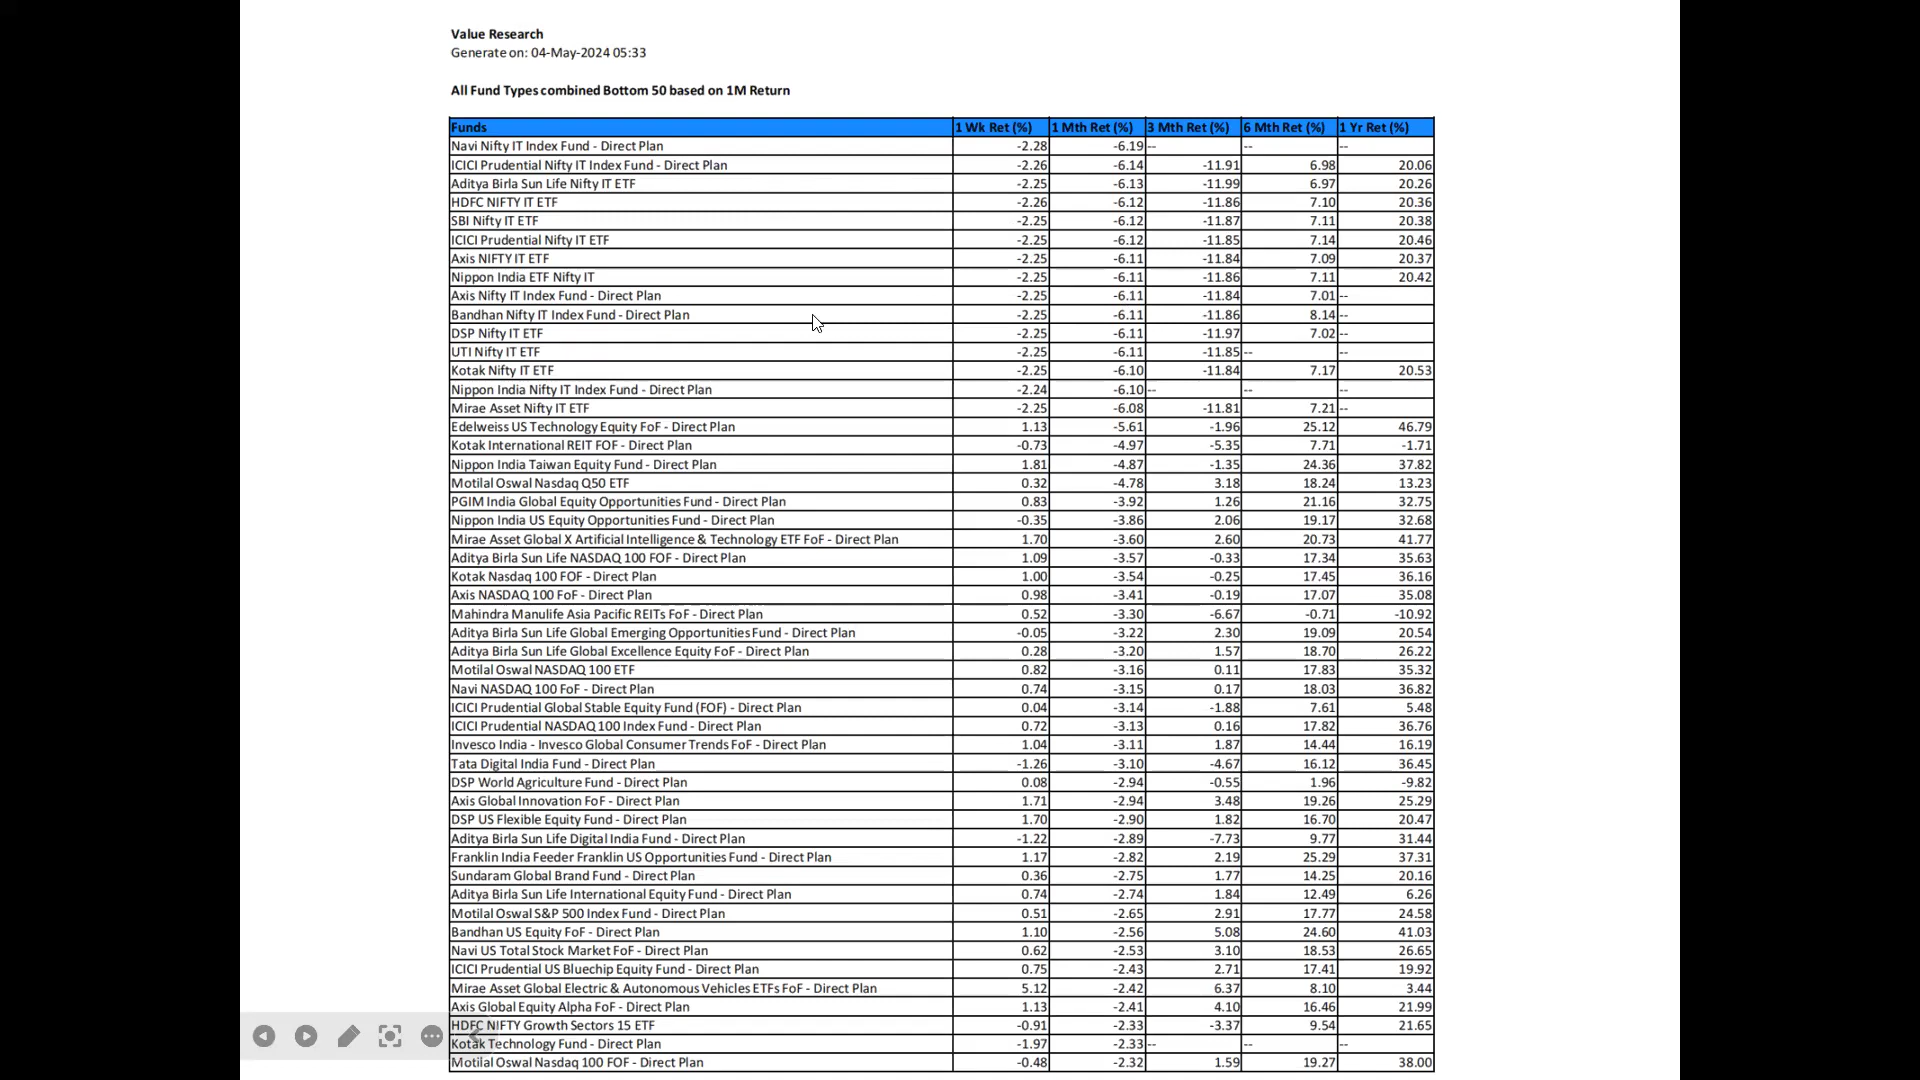 Value Research
Generate on: 04-May-2024 05:33
All Fund Types combined Bottom 50 based on 1M Return
Funds 1 Wk Ret (%) 1 Mth Ret (%) 3 Mth Ret (%) 6 Mth Ret (%) 1 Yr Ret (%)
Navi Nifty IT Index Fund - Direct Plan -2.28 -6.19 -- -- --
ICICI Prudential Nifty IT Index Fund - Direct Plan -2.26 -6.14 -11.91 6.98 20.06
Aditya Birla Sun Life Nifty IT ETF -2.25 -6.13 -11.99 6.97 20.26
HDFC NIFTY IT ETF -2.26 -6.12 -11.86 7.10 20.36
SBI Nifty IT ETF -2.25 -6.12 -11.87 7.11 20.38
ICICI Prudential Nifty IT ETF -2.25 -6.12 -11.85 7.14 20.46
Axis NIFTY IT ETF -2.25 -6.11 -11.84 7.09 20.37
Nippon India ETF Nifty IT -2.25 -6.11 -11.86 7.11 20.42
Axis Nifty IT Index Fund - Direct Plan -2.25 -6.11 -11.84 7.01 --
Bandhan Nifty IT Index Fund - Direct Plan -2.25 -6.11 -11.86 8.14 --
DSP Nifty IT ETF -2.25 -6.11 -11.97 7.02 --
UTI Nifty IT ETF -2.25 -6.11 -11.85 -- --
Kotak Nifty IT ETF -2.25 -6.10 -11.84 7.17 20.53
Nippon India Nifty IT Index Fund - Direct Plan -2.24 -6.10 -- -- --
Mirae Asset Nifty IT ETF -2.25 -6.08 -11.81 7.21 --
Edelweiss US Technology Equity FoF - Direct Plan 1.13 -5.61 -1.96 25.12 46.79
Kotak International REIT FOF - Direct Plan -0.73 -4.97 -5.35 7.71 -1.71
Nippon India Taiwan Equity Fund - Direct Plan 1.81 -4.87 -1.35 24.36 37.82
Motilal Oswal Nasdaq Q50 ETF 0.32 -4.78 3.18 18.24 13.23
PGIM India Global Equity Opportunities Fund - Direct Plan 0.83 -3.92 1.26 21.16 32.75
Nippon India US Equity Opportunities Fund - Direct Plan -0.35 -3.86 2.06 19.17 32.68
Mirae Asset Global X Artificial Intelligence & Technology ETF FoF - Direct Plan 1.70 -3.60 2.60 20.73 41.77
Aditya Birla Sun Life NASDAQ 100 FOF - Direct Plan 1.09 -3.57 -0.33 17.34 35.63
Kotak Nasdaq 100 FOF - Direct Plan 1.00 -3.54 -0.25 17.45 36.16
Axis NASDAQ 100 FoF - Direct Plan 0.98 -3.41 -0.19 17.07 35.08
Mahindra Manulife Asia Pacific REITs FoF - Direct Plan 0.52 -3.30 -6.67 -0.71 -10.92
Aditya Birla Sun Life Global Emerging Opportunities Fund - Direct Plan -0.05 -3.22 2.30 19.09 20.54
Aditya Birla Sun Life Global Excellence Equity FoF - Direct Plan 0.28 -3.20 1.57 18.70 26.22
Motilal Oswal NASDAQ 100 ETF 0.82 -3.16 0.11 17.83 35.32
Navi NASDAQ 100 FoF - Direct Plan 0.74 -3.15 0.17 18.03 36.82
ICICI Prudential Global Stable Equity Fund (FOF) - Direct Plan 0.04 -3.14 -1.88 7.61 5.48
ICICI Prudential NASDAQ 100 Index Fund - Direct Plan 0.72 -3.13 0.16 17.82 36.76
Invesco India - Invesco Global Consumer Trends FoF - Direct Plan 1.04 -3.11 1.87 14.44 16.19
Tata Digital India Fund - Direct Plan -1.26 -3.10 -4.67 16.12 36.45
DSP World Agriculture Fund - Direct Plan 0.08 -2.94 -0.55 1.96 -9.82
Axis Global Innovation FoF - Direct Plan 1.71 -2.94 3.48 19.26 25.29
DSP US Flexible Equity Fund - Direct Plan 1.70 -2.90 1.82 16.70 20.47
Aditya Birla Sun Life Digital India Fund - Direct Plan -1.22 -2.89 -7.73 9.77 31.44
Franklin India Feeder Franklin US Opportunities Fund - Direct Plan 1.17 -2.82 2.19 25.29 37.31
Sundaram Global Brand Fund - Direct Plan 0.36 -2.75 1.77 14.25 20.16
Aditya Birla Sun Life International Equity Fund - Direct Plan 0.74 -2.74 1.84 12.49 6.26
Motilal Oswal S&P 500 Index Fund - Direct Plan 0.51 -2.65 2.91 17.77 24.58
Bandhan US Equity FoF - Direct Plan 1.10 -2.56 5.08 24.60 41.03
Navi US Total Stock Market FoF - Direct Plan 0.62 -2.53 3.10 18.53 26.65
ICICI Prudential US Bluechip Equity Fund - Direct Plan 0.75 -2.43 2.71 17.41 19.92
Mirae Asset Global Electric & Autonomous Vehicles ETFs FoF - Direct Plan 5.12 -2.42 6.37 8.10 3.44
Axis Global Equity Alpha FoF - Direct Plan 1.13 -2.41 4.10 16.46 21.99
HDFC NIFTY Growth Sectors 15 ETF -0.91 -2.33 -3.37 9.54 21.65
Kotak Technology Fund - Direct Plan -1.97 -2.33 -- -- --
Motilal Oswal Nasdaq 100 FOF - Direct Plan -0.48 -2.32 1.59 19.27 38.00